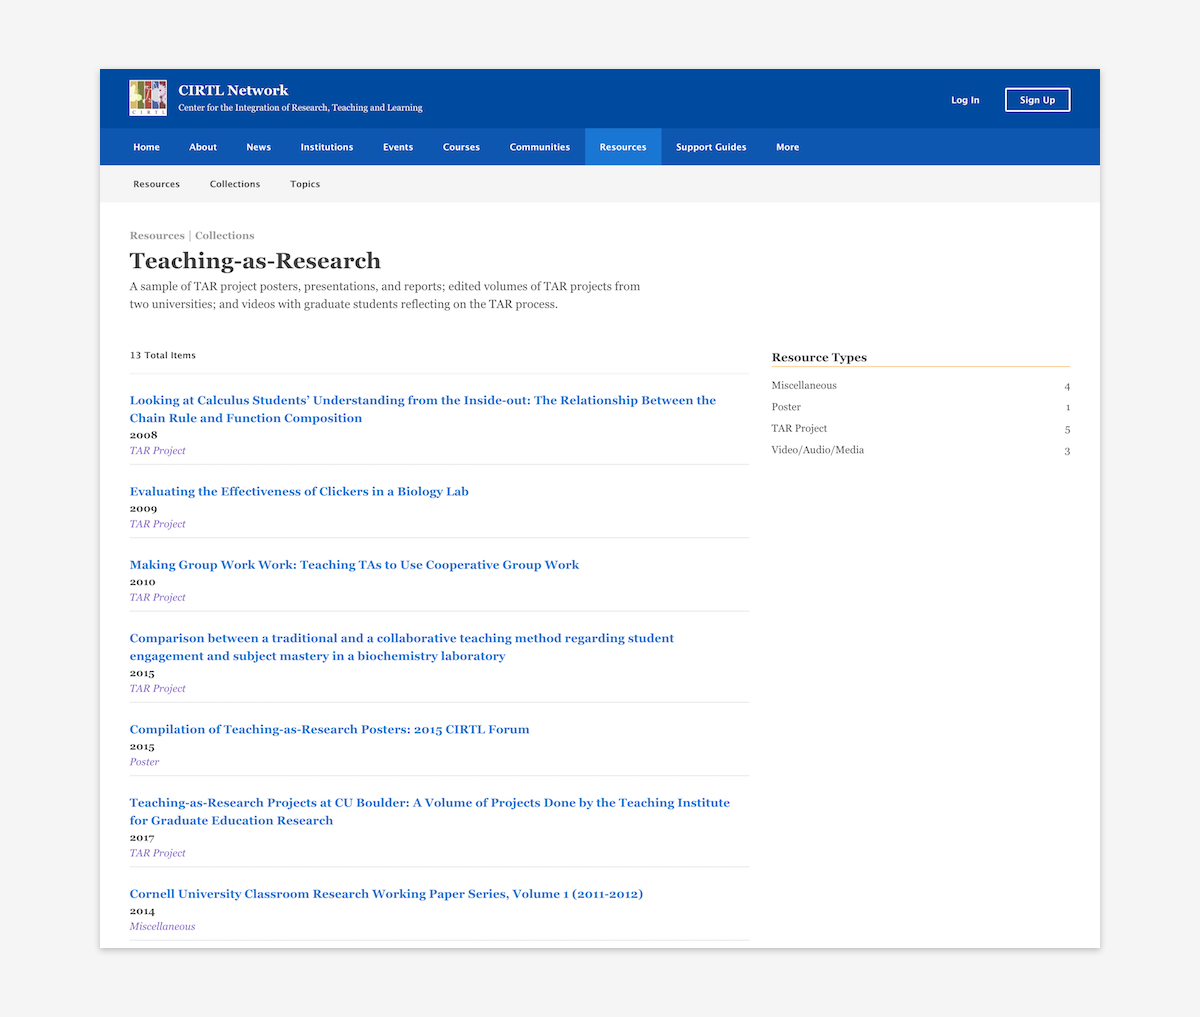 CIRTL Network
Center for the Integration of Research, Teaching and Learning
CIRTL
Log In
Sign Up
Home
About
News
Institutions
Events
Courses
Communities
Resources
Support Guides
More
Resources
Collections
Topics
Resources | Collections
Teaching-as-Research
A sample of TAR project posters, presentations, and reports; edited volumes of TAR projects from
two universities; and videos with graduate students reflecting on the TAR process.
13 Total Items
Looking at Calculus Students’ Understanding from the Inside-out: The Relationship Between the
Chain Rule and Function Composition
2008
TAR Project
Evaluating the Effectiveness of Clickers in a Biology Lab
2009
TAR Project
Making Group Work Work: Teaching TAs to Use Cooperative Group Work
2010
TAR Project
Comparison between a traditional and a collaborative teaching method regarding student
engagement and subject mastery in a biochemistry laboratory
2015
TAR Project
Compilation of Teaching-as-Research Posters: 2015 CIRTL Forum
2015
Poster
Teaching-as-Research Projects at CU Boulder: A Volume of Projects Done by the Teaching Institute
for Graduate Education Research
2017
TAR Project
Cornell University Classroom Research Working Paper Series, Volume 1 (2011-2012)
2014
Miscellaneous
Resource Types
Miscellaneous 4
Poster 1
TAR Project 5
Video/Audio/Media 3